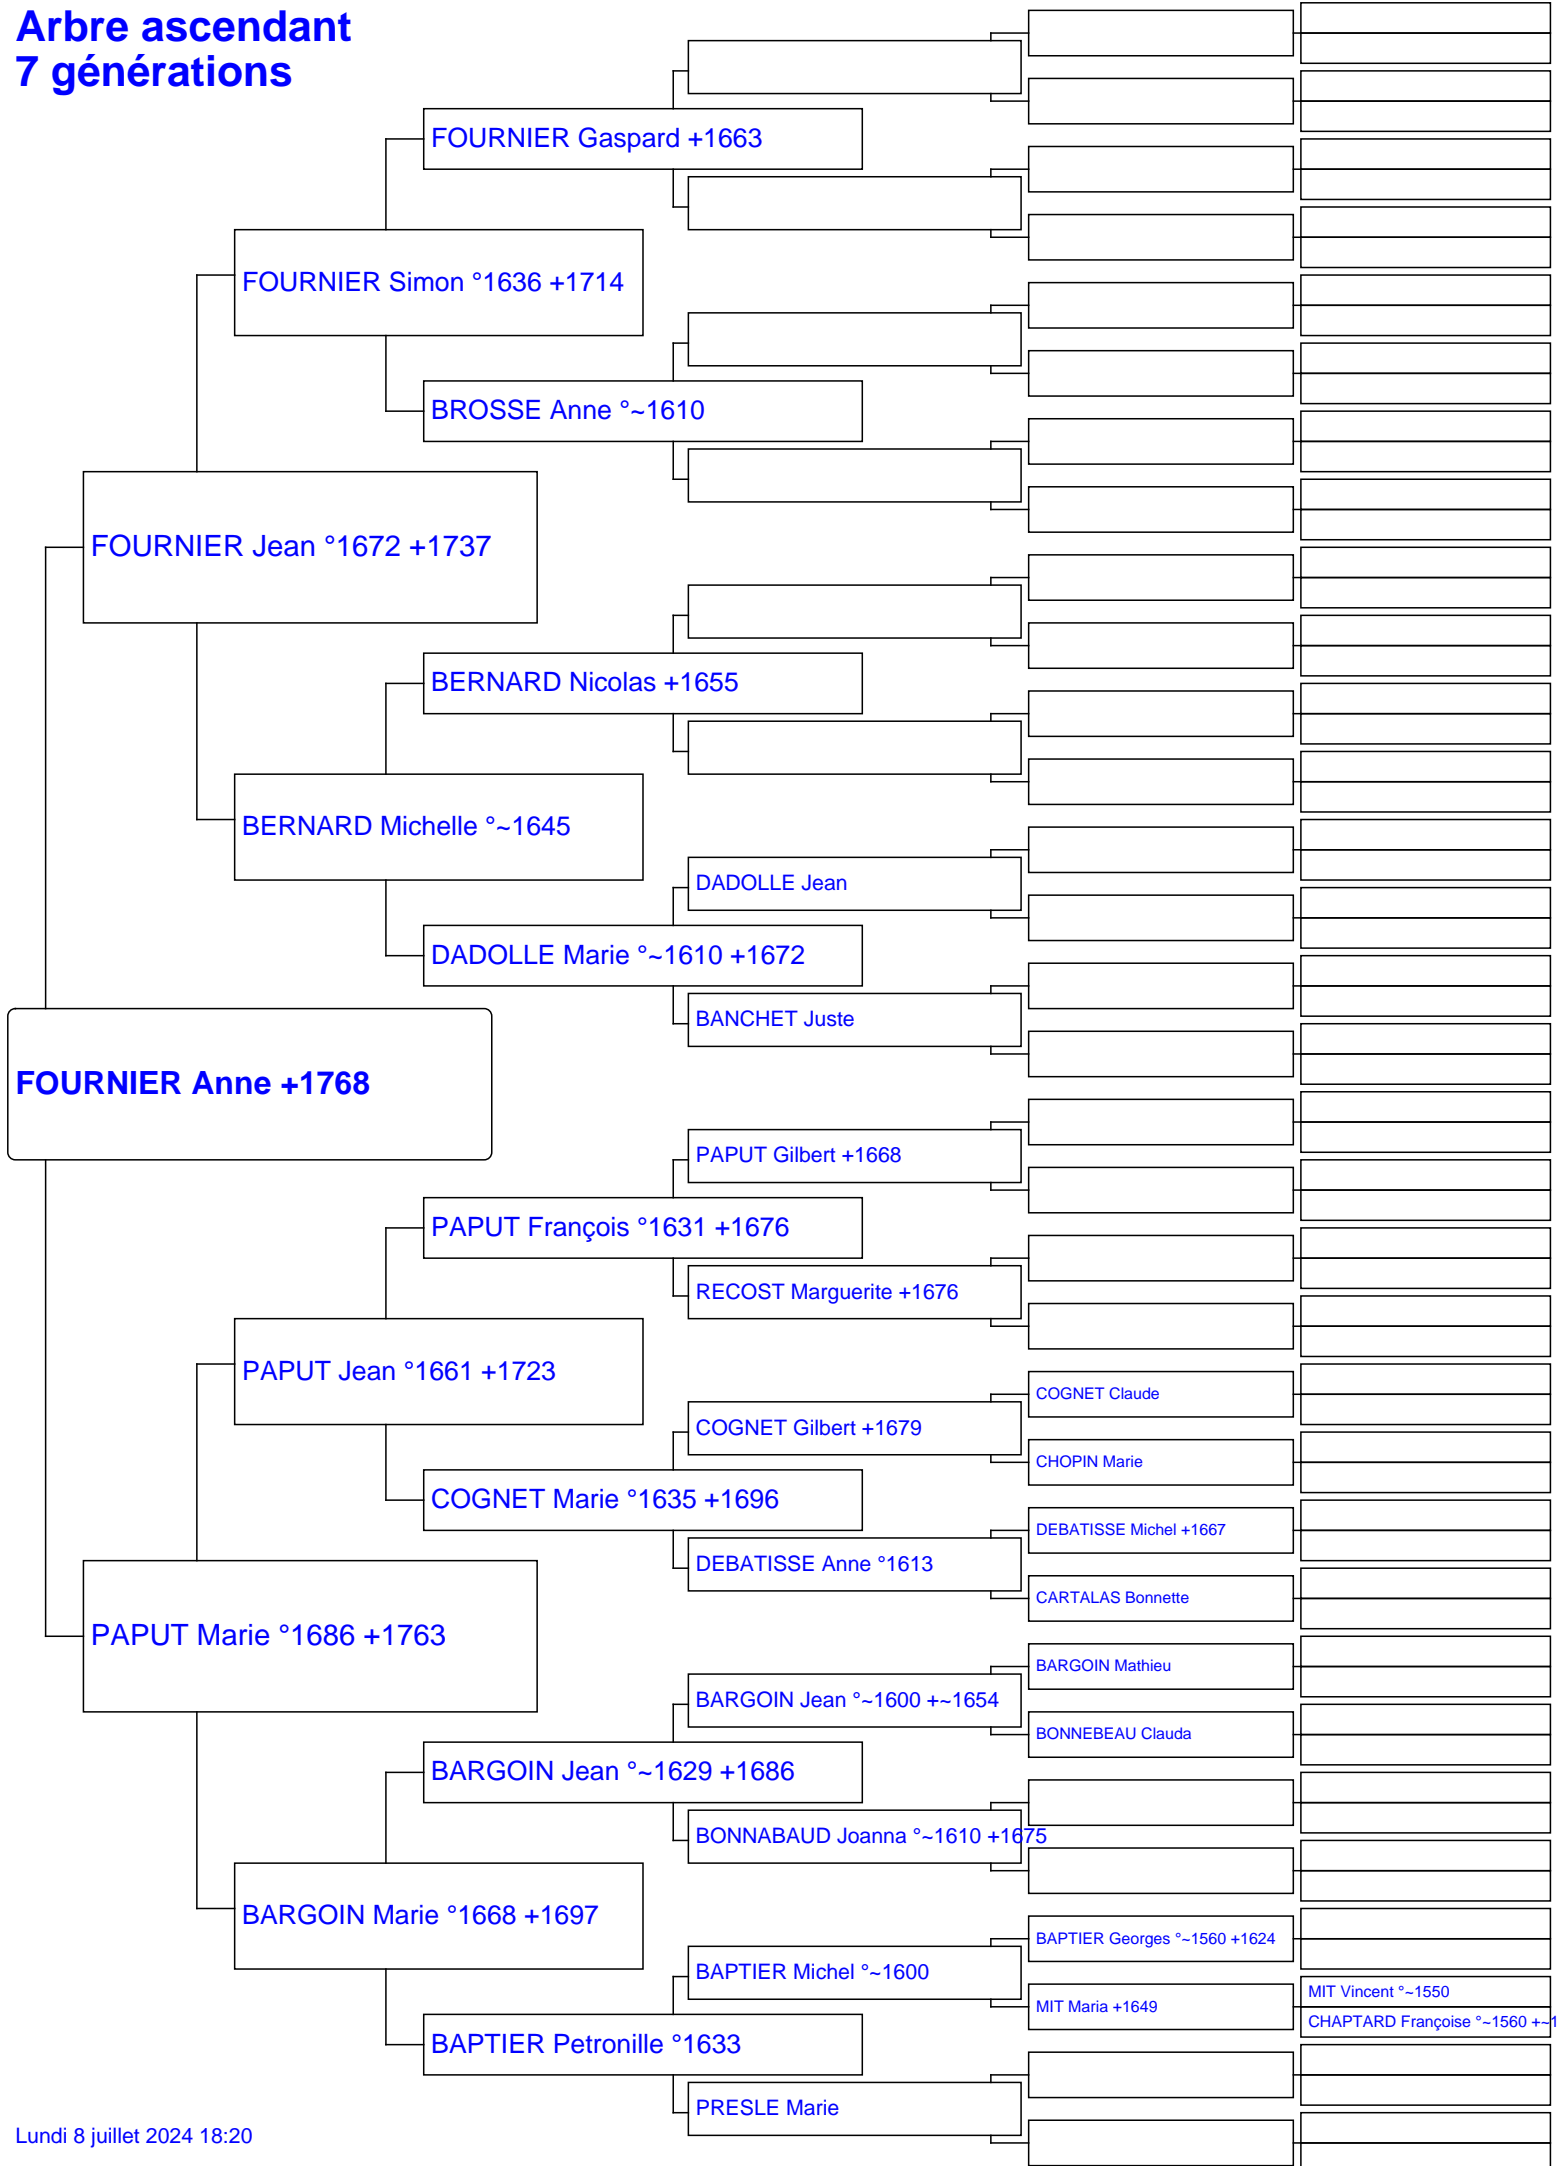 Arbre ascendant
7 générations
FOURNIER Gaspard +1663
FOURNIER Simon °1636 +1714
BROSSE Anne °~1610
FOURNIER Jean °1672 +1737
BERNARD Nicolas +1655
BERNARD Michelle °~1645
DADOLLE Jean
DADOLLE Marie °~1610 +1672
BANCHET Juste
FOURNIER Anne +1768
PAPUT Gilbert +1668
PAPUT François °1631 +1676
RECOST Marguerite +1676
PAPUT Jean °1661 +1723
COGNET Claude
COGNET Gilbert +1679
CHOPIN Marie
COGNET Marie °1635 +1696
DEBATISSE Michel +1667
DEBATISSE Anne °1613
CARTALAS Bonnette
PAPUT Marie °1686 +1763
BARGOIN Mathieu
BARGOIN Jean °~1600 +~1654
BONNEBEAU Clauda
BARGOIN Jean °~1629 +1686
BONNABAUD Joanna °~1610 +1675
BARGOIN Marie °1668 +1697
BAPTIER Georges °~1560 +1624
BAPTIER Michel °~1600
MIT Vincent °~1550
MIT Maria +1649
CHAPTARD Françoise °~1560 +~1
BAPTIER Petronille °1633
PRESLE Marie
Lundi 8 juillet 2024 18:20